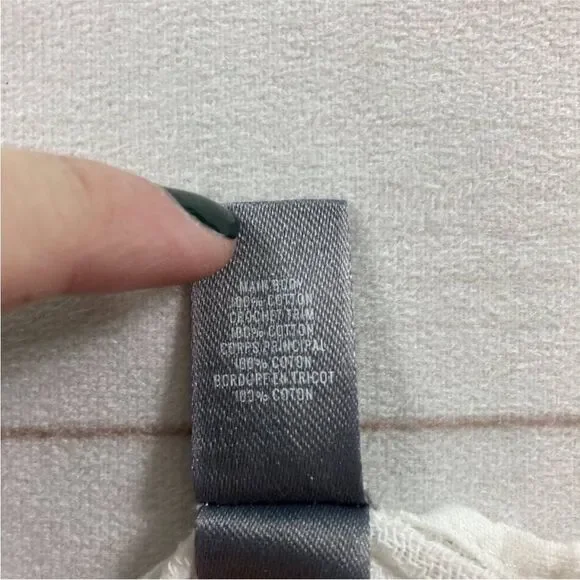 MAIN BODY
100% COTTON
CROCHET TRIM
100% COTTON
CORPS/PRINCIPAL
100% COTON
BORDURE EN TRICOT
100% COTON